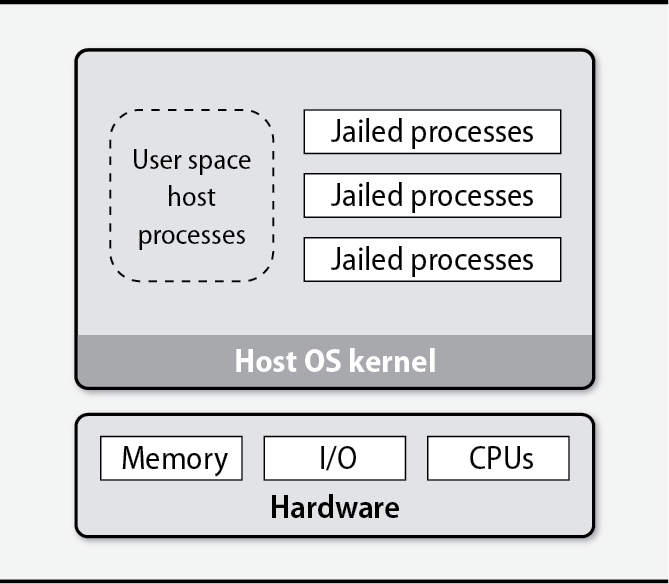 User space
host
processes
Jailed processes
Jailed processes
Jailed processes
Host OS kernel
Memory
I/O
CPUs
Hardware